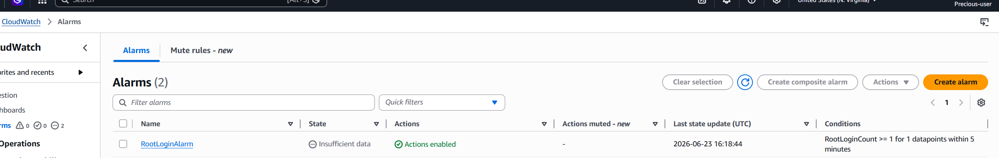 Search [Alt+S] United States (N. Virginia) Precious-user
CloudWatch > Alarms
udWatch
rites and recents
Alarms Mute rules - new
Alarms (2) Clear selection Create composite alarm Actions Create alarm
estion
Filter alarms Quick filters 1
hboards
rms 0 0 2
Name State Actions Actions muted - new Last state update (UTC) Conditions
Operations
RootLoginAlarm Insufficient data Actions enabled - 2026-06-23 16:18:44 RootLoginCount >= 1 for 1 datapoints within 5
minutes